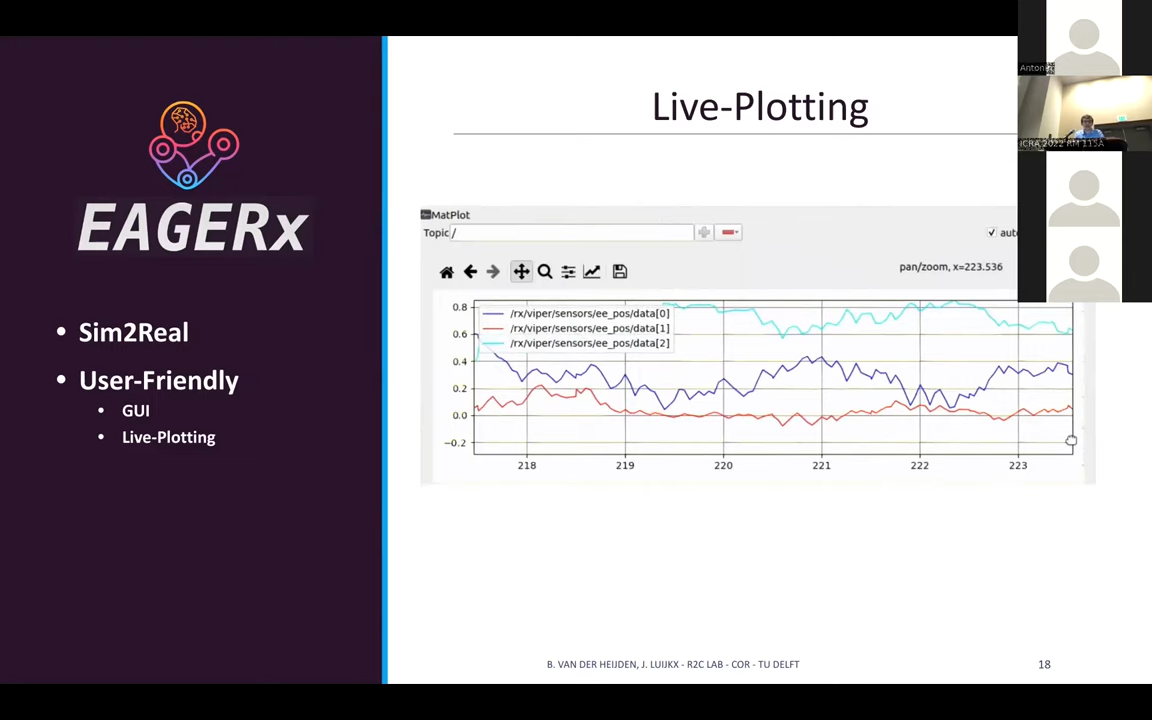 EAGERx
• Sim2Real
• User-Friendly
• GUI
• Live-Plotting
Live-Plotting
MatPlot
Topic /
pan/zoom, x=223.536
/rx/viper/sensors/ee_pos/data[0]
/rx/viper/sensors/ee_pos/data[1]
/rx/viper/sensors/ee_pos/data[2]
0.8
0.6
0.4
0.2
0.0
−0.2
218 219 220 221 222 223
B. VAN DER HEIJDEN, J. LUIJKX - R2C LAB - COR - TU DELFT
18
ICRA 2022 RM 115A